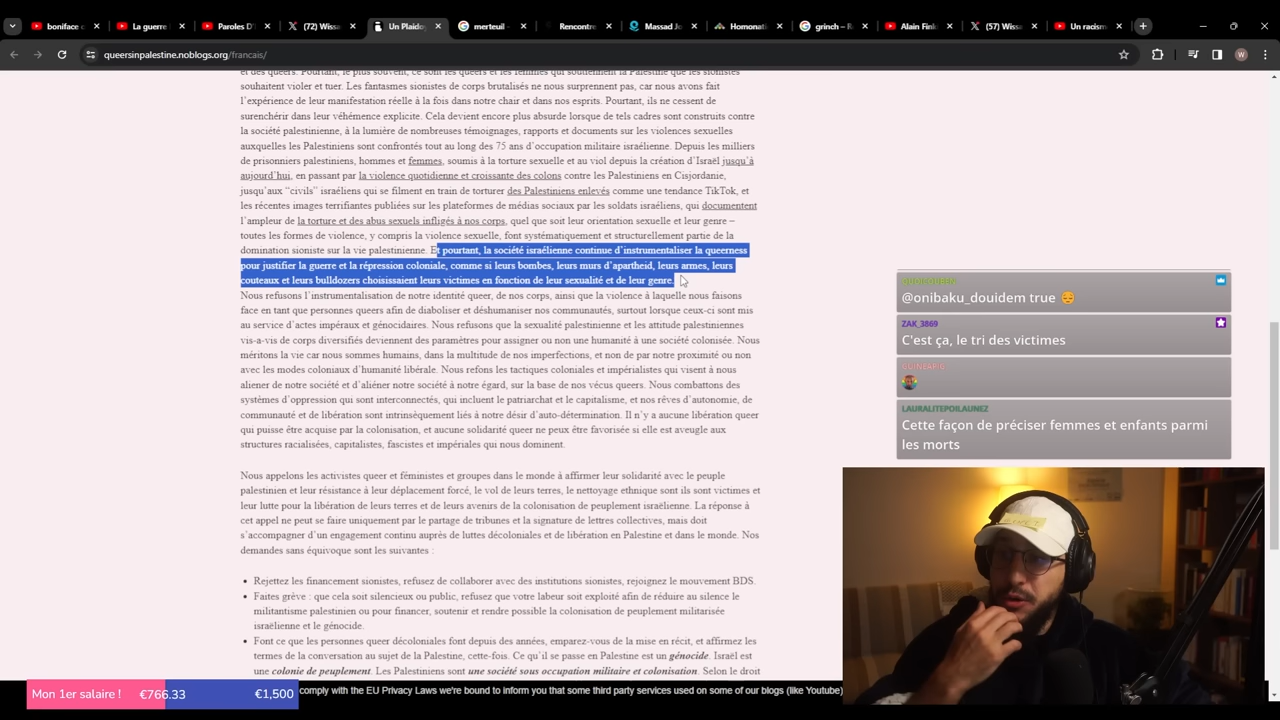 boniface c
La guerre
Paroles D'
(72) Wissa
Un Plaido
merteuil -
Rencontre
Massad Jo
Homonati
grinch – R
Alain Fink
(57) Wissa
Un racism
queersinpalestine.noblogs.org/francais/
W
et des queers. Pourtant, le plus souvent, ce sont les queers et les femmes qui soutiennent la Palestine que les sionistes
souhaitent violer et tuer. Les fantasmes sionistes de corps brutalisés ne nous surprennent pas, car nous avons fait
l'expérience de leur manifestation réelle à la fois dans notre chair et dans nos esprits. Pourtant, ils ne cessent de
surenchérir dans leur véhémence explicite. Cela devient encore plus absurde lorsque de tels cadres sont construits contre
la société palestinienne, à la lumière de nombreuses témoignages, rapports et documents sur les violences sexuelles
auxquelles les Palestiniens sont confrontés tout au long des 75 ans d'occupation militaire israélienne. Depuis les milliers
de prisonniers palestiniens, hommes et femmes, soumis à la torture sexuelle et au viol depuis la création d'Israël jusqu'à
aujourd'hui, en passant par la violence quotidienne et croissante des colons contre les Palestiniens en Cisjordanie,
jusqu'aux “civils” israéliens qui se filment en train de torturer des Palestiniens enlevés comme une tendance TikTok, et
les récentes images terrifiantes publiées sur les plateformes de médias sociaux par les soldats israéliens, qui documentent
l'ampleur de la torture et des abus sexuels infligés à nos corps, quel que soit leur orientation sexuelle et leur genre –
toutes les formes de violence, y compris la violence sexuelle, font systématiquement et structurellement partie de la
domination sioniste sur la vie palestinienne. Et pourtant, la société israélienne continue d'instrumentaliser la queerness
pour justifier la guerre et la répression coloniale, comme si leurs bombes, leurs murs d'apartheid, leurs armes, leurs
couteaux et leurs bulldozers choisissaient leurs victimes en fonction de leur sexualité et de leur genre.
Nous refusons l'instrumentalisation de notre identité queer, de nos corps, ainsi que la violence à laquelle nous faisons
face en tant que personnes queers afin de diaboliser et déshumaniser nos communautés, surtout lorsque ceux-ci sont mis
au service d'actes impéraux et génocidaires. Nous refusons que la sexualité palestinienne et les attitude palestiniennes
vis-a-vis de corps diversifiés deviennent des paramètres pour assigner ou non une humanité à une société colonisée. Nous
méritons la vie car nous sommes humains, dans la multitude de nos imperfections, et non de par notre proximité ou non
avec les modes coloniaux d'humanité libérale. Nous refons les tactiques coloniales et impérialistes qui visent à nous
aliener de notre société et d'aliéner notre société à notre égard, sur la base de nos vécus queers. Nous combattons des
systèmes d'oppression qui sont interconnectés, qui incluent le patriarchat et le capitalisme, et nos rêves d'autonomie, de
communauté et de libération sont intrinsèquement liés à notre désir d'auto-détermination. Il n'y a aucune libération queer
qui puisse être acquise par la colonisation, et aucune solidarité queer ne peut être favorisée si elle est aveugle aux
structures racialisées, capitalistes, fascistes et impériales qui nous dominent.
Nous appelons les activistes queer et féministes et groupes dans le monde à affirmer leur solidarité avec le peuple
palestinien et leur résistance à leur déplacement forcé, le vol de leurs terres, le nettoyage ethnique sont ils sont victimes et
leur lutte pour la libération de leurs terres et de leurs avenirs de la colonisation de peuplement israélienne. La réponse à
cet appel ne peut se faire uniquement par le partage de tribunes et la signature de lettres collectives, mais doit
s'accompagner d'un engagement continu auprès de luttes décoloniales et de libération en Palestine et dans le monde. Nos
demandes sans équivoque sont les suivantes :
• Rejettez les financement sionistes, refusez de collaborer avec des institutions sionistes, rejoignez le mouvement BDS.
• Faites grève : que cela soit silencieux ou public, refusez que votre labeur soit exploité afin de réduire au silence le
militantisme palestinien ou pour financer, soutenir et rendre possible la colonisation de peuplement militarisée
israélienne et le génocide.
• Font ce que les personnes queer décoloniales font depuis des années, emparez-vous de la mise en récit, et affirmez les
termes de la conversation au sujet de la Palestine, cette-fois. Ce qu'il se passe en Palestine est un génocide. Israël est
une colonie de peuplement. Les Palestiniens sont une société sous occupation militaire et colonisation. Selon le droit
comply with the EU Privacy Laws we're bound to inform you that some third party services used on some of our blogs (like Youtube)
@onibaku_douidem true
ZAK_3869
C'est ça, le tri des victimes
LAURALITEPOILAUNEZ
Cette façon de préciser femmes et enfants parmi
les morts
Mon 1er salaire ! €766.33 €1,500